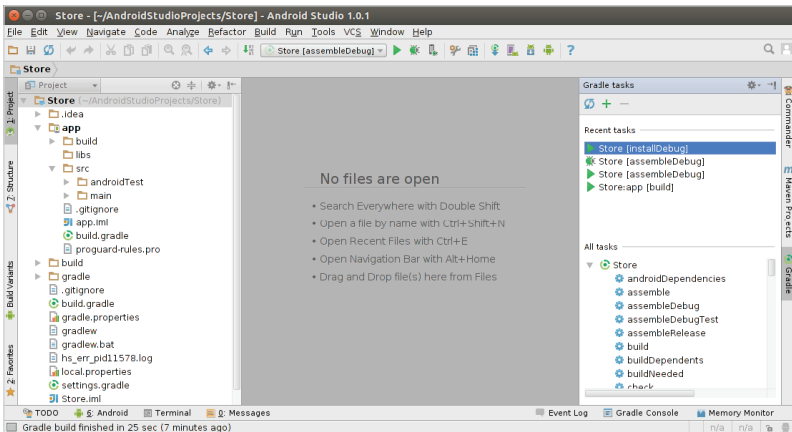 Store - [~/AndroidStudioProjects/Store] - Android Studio 1.0.1
File Edit View Navigate Code Analyze Refactor Build Run Tools VCS Window Help
Store [assembleDebug]
Store
1: Project
Z: Structure
Build Variants
2: Favorites
Project
Store (~/AndroidStudioProjects/Store)
.idea
app
build
libs
src
androidTest
main
.gitignore
app.iml
build.gradle
proguard-rules.pro
build
gradle
.gitignore
build.gradle
gradle.properties
gradlew
gradlew.bat
hs_err_pid11578.log
local.properties
settings.gradle
Store.iml
No files are open
• Search Everywhere with Double Shift
• Open a file by name with Ctrl+Shift+N
• Open Recent Files with Ctrl+E
• Open Navigation Bar with Alt+Home
• Drag and Drop file(s) here from Files
Gradle tasks
Recent tasks
Store [installDebug]
Store [assembleDebug]
Store [assembleDebug]
Store:app [build]
All tasks
Store
androidDependencies
assemble
assembleDebug
assembleDebugTest
assembleRelease
build
buildDependents
buildNeeded
check
Commander
m Maven Projects
Gradle
TODO 6: Android Terminal 0: Messages Event Log Gradle Console Memory Monitor
Gradle build finished in 25 sec (7 minutes ago) n/a n/a